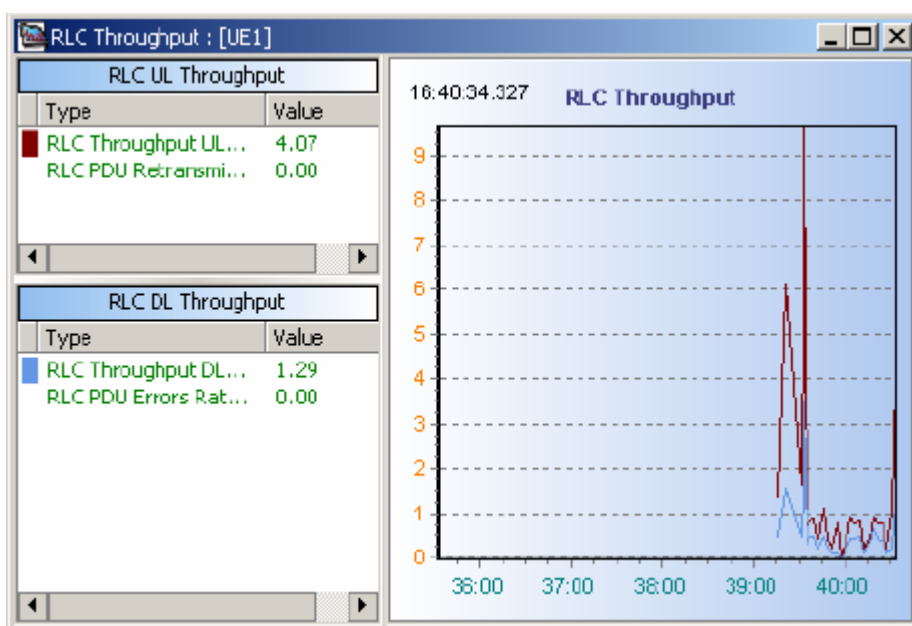 RLC Throughput : [UE1]
RLC UL Throughput
Type Value
RLC Throughput UL... 4.07
RLC PDU Retransmi... 0.00
RLC DL Throughput
Type Value
RLC Throughput DL... 1.29
RLC PDU Errors Rat... 0.00
16:40:34.327 RLC Throughput
9
8
7
6
5
4
3
2
1
0
36:00 37:00 38:00 39:00 40:00